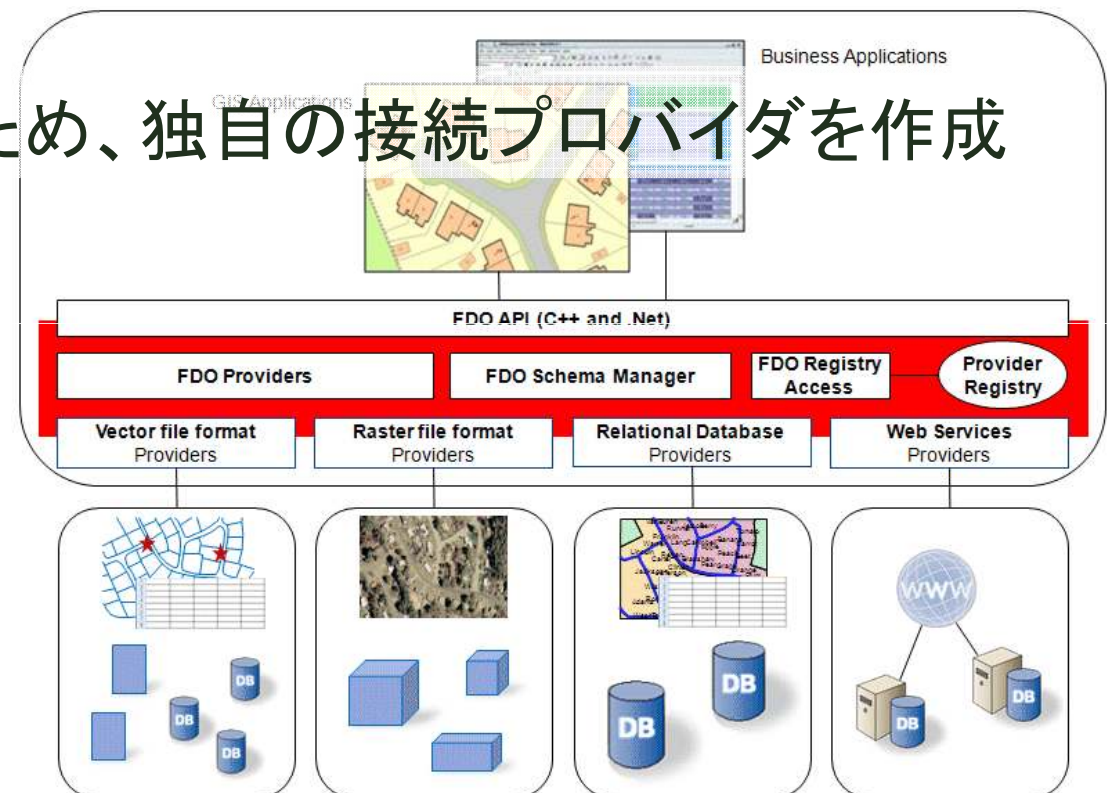 Business Applications
GIS Applications
ため、独自の接続プロバイダを作成
FDO API (C++ and .Net)
FDO Providers
FDO Schema Manager
FDO Registry
Access
Provider
Registry
Vector file format
Providers
Raster file format
Providers
Relational Database
Providers
Web Services
Providers
WWW
DB
DB
DB
DB
DB
DB
DB